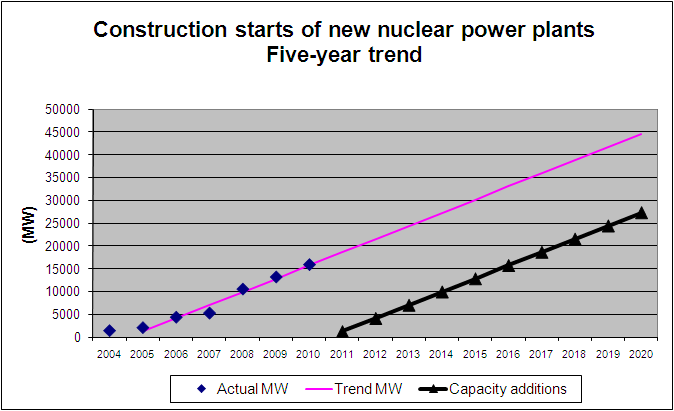 Construction starts of new nuclear power plants
Five-year trend
50000
45000
40000
35000
30000
25000
20000
15000
10000
5000
0
(MW)
2004 2005 2006 2007 2008 2009 2010 2011 2012 2013 2014 2015 2016 2017 2018 2019 2020
Actual MW Trend MW Capacity additions